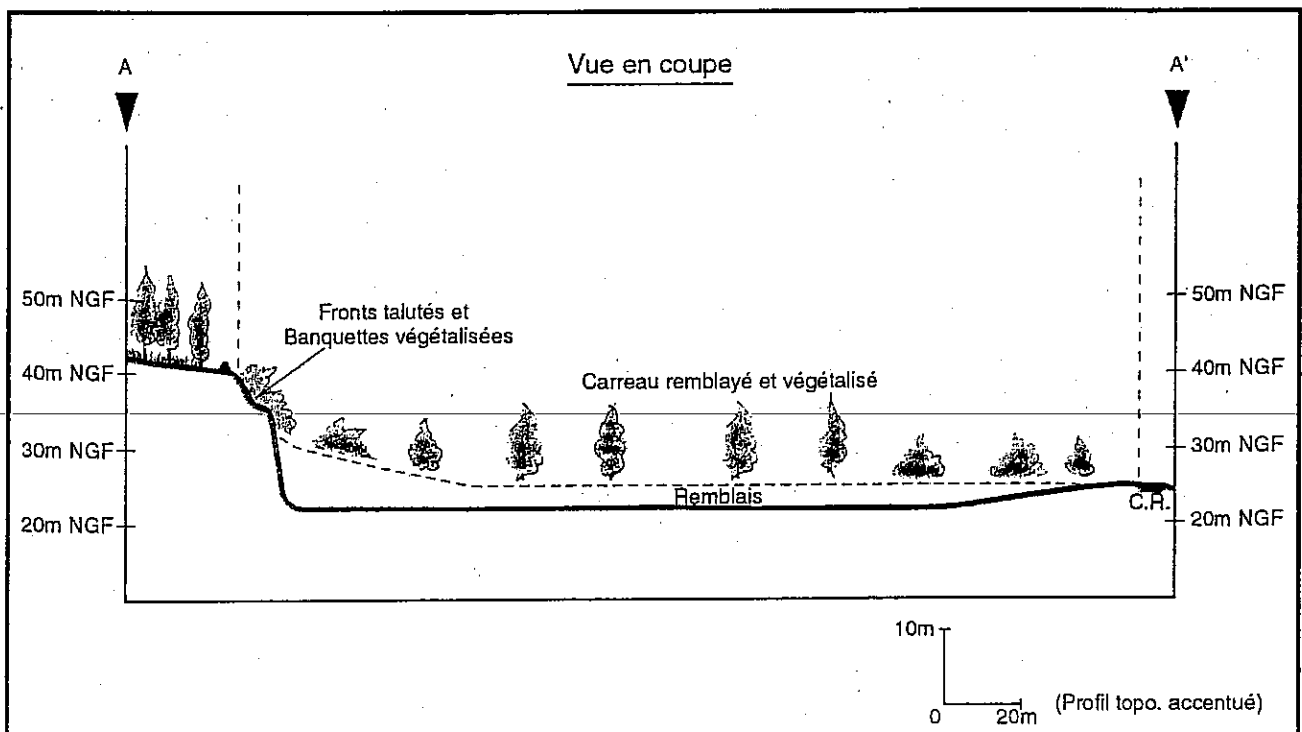 Vue en coupe
A
A'
50m NGF
40m NGF
30m NGF
20m NGF
Fronts talutés et
Banquettes végétalisées
Carreau remblayé et végétalisé
Remblais
C.R.
50m NGF
40m NGF
30m NGF
20m NGF
10m
0
20m
(Profil topo. accentué)